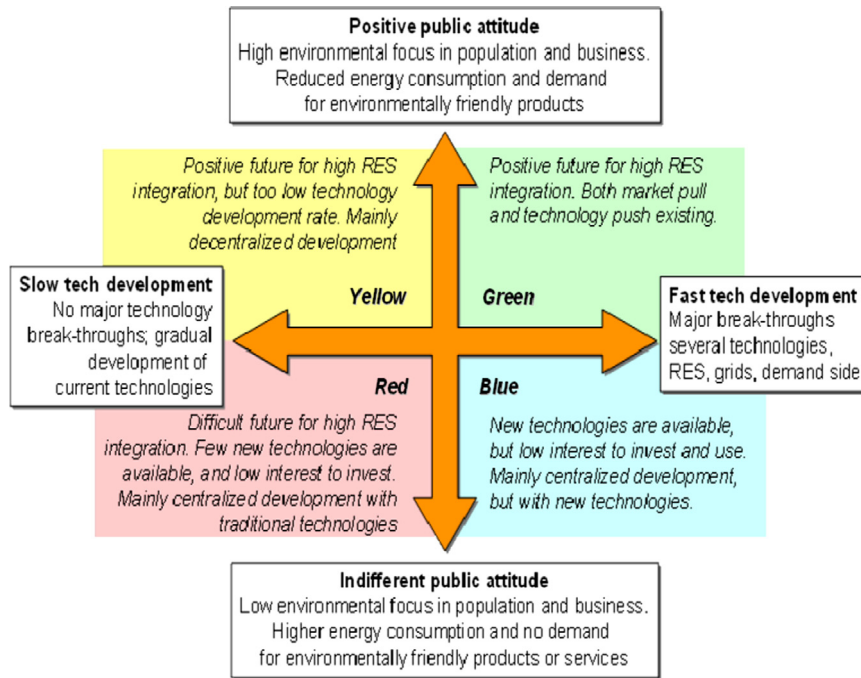 Positive public attitude
High environmental focus in population and business.
Reduced energy consumption and demand
for environmentally friendly products
Positive future for high RES
integration, but too low technology
development rate. Mainly
decentralized development
Positive future for high RES
integration. Both market pull
and technology push existing.
Slow tech development
No major technology
break-throughs; gradual
development of
current technologies
Yellow
Green
Fast tech development
Major break-throughs
several technologies,
RES, grids, demand side
Red
Blue
Difficult future for high RES
integration. Few new technologies are
available, and low interest to invest.
Mainly centralized development with
traditional technologies
New technologies are available,
but low interest to invest and use.
Mainly centralized development,
but with new technologies.
Indifferent public attitude
Low environmental focus in population and business.
Higher energy consumption and no demand
for environmentally friendly products or services